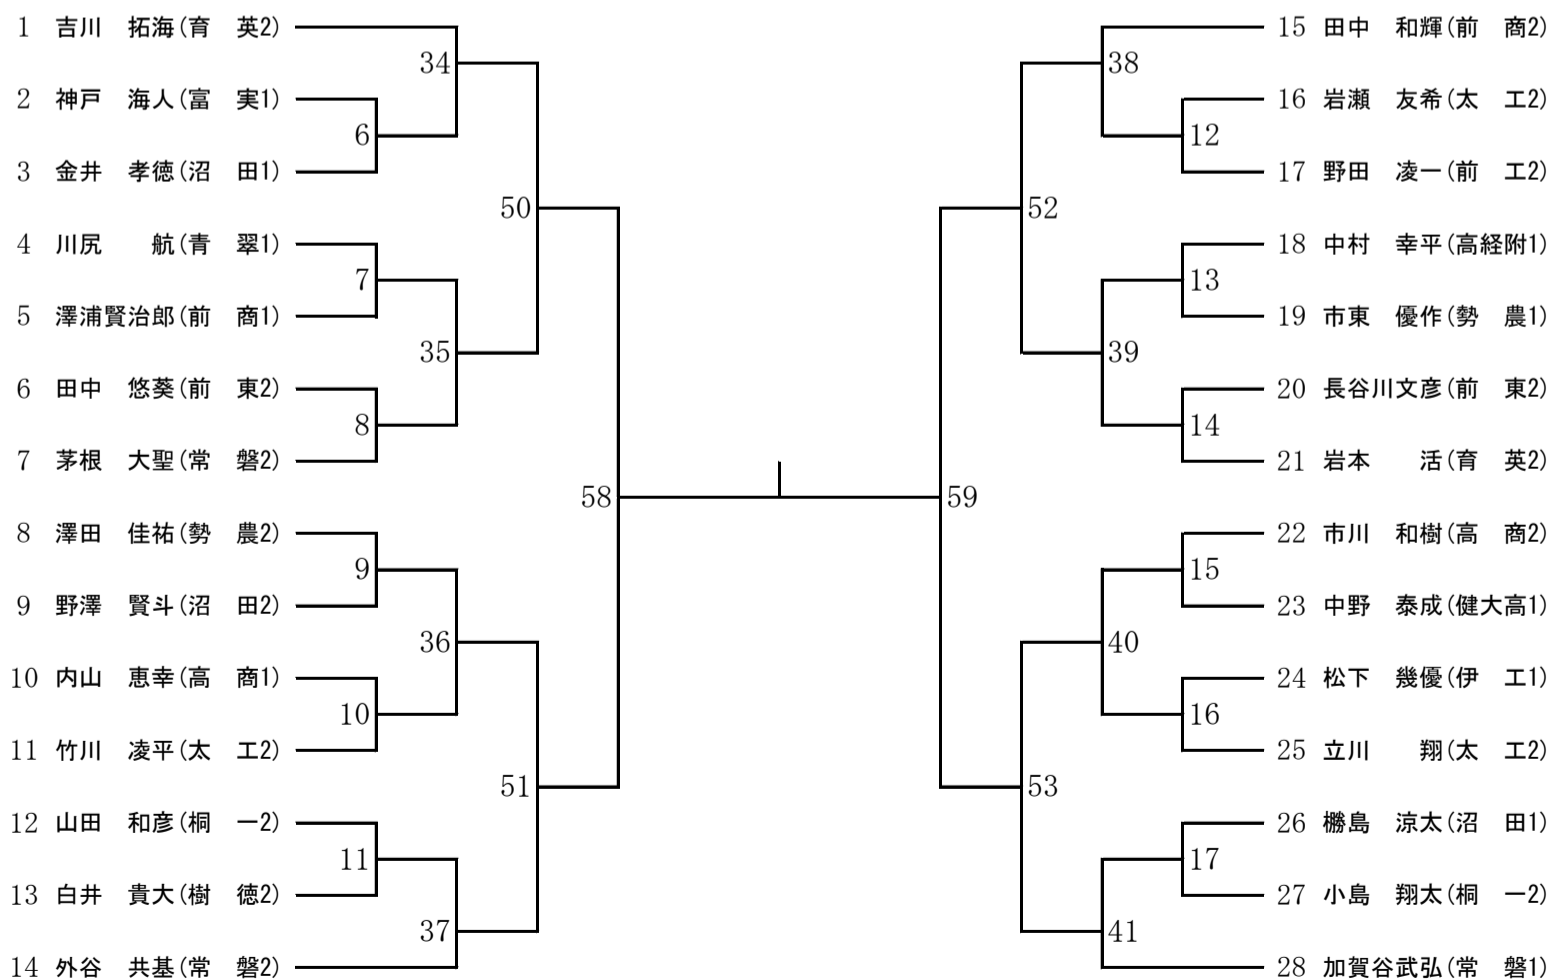 1 吉川　拓海(育　英2)
34
2 神戸　海人(富　実1)
6
3 金井　孝徳(沼　田1)
50
4 川尻　　航(青　翠1)
7
5 澤浦賢治郎(前　商1)
35
6 田中　悠葵(前　東2)
8
7 茅根　大聖(常　磐2)
58
8 澤田　佳祐(勢　農2)
9
9 野澤　賢斗(沼　田2)
36
10 内山　恵幸(高　商1)
10
11 竹川　凌平(太　工2)
51
12 山田　和彦(桐　一2)
11
13 白井　貴大(樹　徳2)
37
14 外谷　共基(常　磐2)
15 田中　和輝(前　商2)
38
16 岩瀬　友希(太　工2)
12
17 野田　凌一(前　工2)
52
18 中村　幸平(高経附1)
13
19 市東　優作(勢　農1)
39
20 長谷川文彦(前　東2)
14
21 岩本　　活(育　英2)
59
22 市川　和樹(高　商2)
15
23 中野　泰成(健大高1)
40
24 松下　幾優(伊　工1)
16
25 立川　　翔(太　工2)
53
26 橳島　涼太(沼　田1)
17
27 小島　翔太(桐　一2)
41
28 加賀谷武弘(常　磐1)